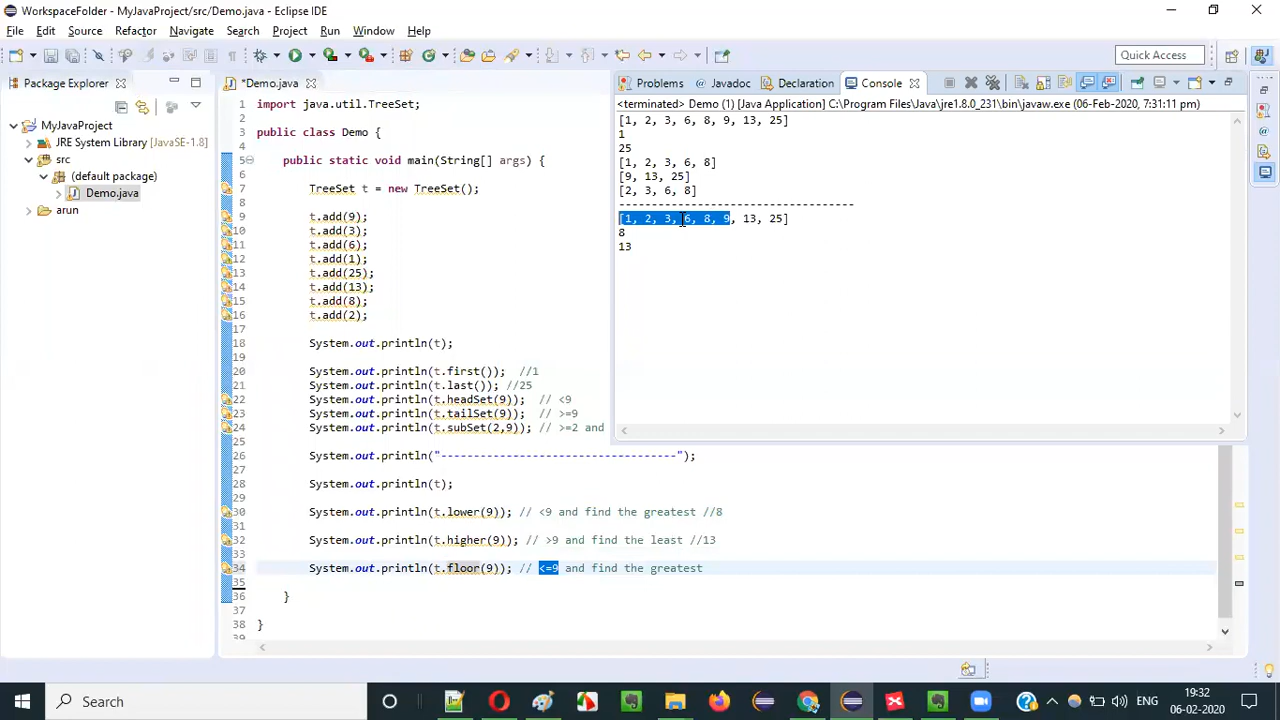 WorkspaceFolder - MyJavaProject/src/Demo.java - Eclipse IDE
File Edit Source Refactor Navigate Search Project Run Window Help
Quick Access
Package Explorer
*Demo.java
Problems Javadoc Declaration Console
<terminated> Demo (1) [Java Application] C:\Program Files\Java\jre1.8.0_231\bin\javaw.exe (06-Feb-2020, 7:31:11 pm)
MyJavaProject
JRE System Library [JavaSE-1.8]
src
(default package)
Demo.java
arun
1 import java.util.TreeSet;
2
3 public class Demo {
4
5 public static void main(String[] args) {
6
7 TreeSet t = new TreeSet();
8
9 t.add(9);
10 t.add(3);
11 t.add(6);
12 t.add(1);
13 t.add(25);
14 t.add(13);
15 t.add(8);
16 t.add(2);
17
18 System.out.println(t);
19
20 System.out.println(t.first()); //1
21 System.out.println(t.last()); //25
22 System.out.println(t.headSet(9)); // <9
23 System.out.println(t.tailSet(9)); // >=9
24 System.out.println(t.subSet(2,9)); // >=2 and
25
26 System.out.println("------------------------------------");
27
28 System.out.println(t);
29
30 System.out.println(t.lower(9)); // <9 and find the greatest //8
31
32 System.out.println(t.higher(9)); // >9 and find the least //13
33
34 System.out.println(t.floor(9)); // <=9 and find the greatest
35
36 }
37
38 }
39
[1, 2, 3, 6, 8, 9, 13, 25]
1
25
[1, 2, 3, 6, 8]
[9, 13, 25]
[2, 3, 6, 8]
------------------------------------
[1, 2, 3, 6, 8, 9, 13, 25]
8
13
Search
ENG
19:32
06-02-2020